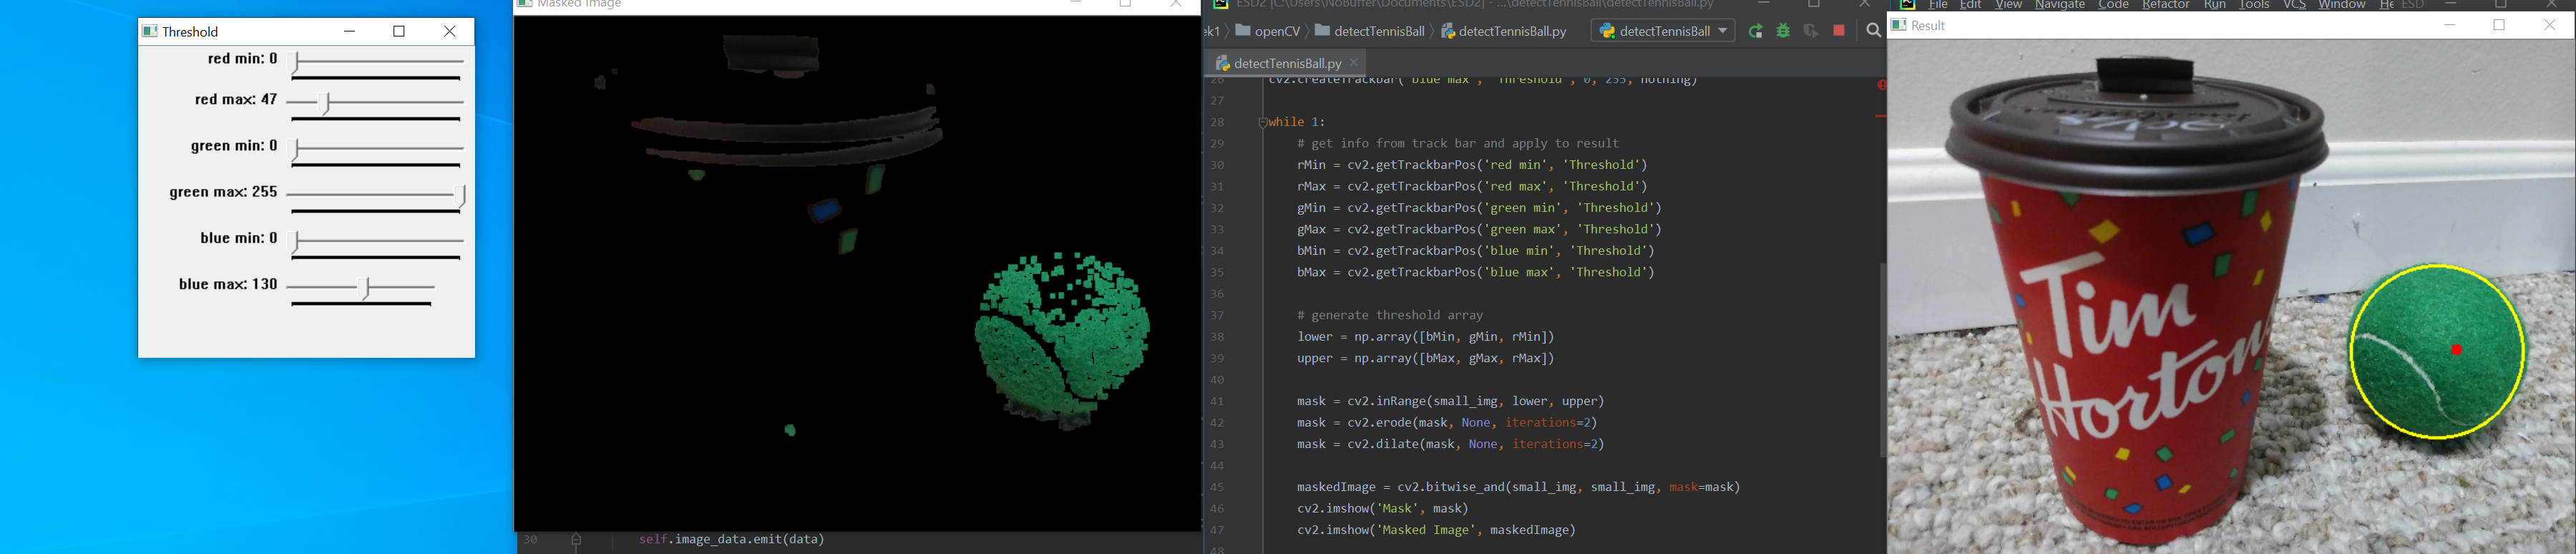 Threshold
red min: 0
red max: 47
green min: 0
green max: 255
blue min: 0
blue max: 130
Masked Image
ESD2 [C:\Users\NoBuffer\Documents\ESD2] - ...\detectTennisBall\detectTennisBall.py
ek1 openCV detectTennisBall detectTennisBall.py detectTennisBall
detectTennisBall.py
26 cv2.createTrackbar('blue max', 'Threshold', 0, 255, nothing)
27
28 while 1:
29 # get info from track bar and apply to result
30 rMin = cv2.getTrackbarPos('red min', 'Threshold')
31 rMax = cv2.getTrackbarPos('red max', 'Threshold')
32 gMin = cv2.getTrackbarPos('green min', 'Threshold')
33 gMax = cv2.getTrackbarPos('green max', 'Threshold')
34 bMin = cv2.getTrackbarPos('blue min', 'Threshold')
35 bMax = cv2.getTrackbarPos('blue max', 'Threshold')
36
37 # generate threshold array
38 lower = np.array([bMin, gMin, rMin])
39 upper = np.array([bMax, gMax, rMax])
40
41 mask = cv2.inRange(small_img, lower, upper)
42 mask = cv2.erode(mask, None, iterations=2)
43 mask = cv2.dilate(mask, None, iterations=2)
44
45 maskedImage = cv2.bitwise_and(small_img, small_img, mask=mask)
46 cv2.imshow('Mask', mask)
47 cv2.imshow('Masked Image', maskedImage)
48
30 self.image_data.emit(data)
File Edit View Navigate Code Refactor Run Tools VCS Window He ESD
Result
Tim
Horton